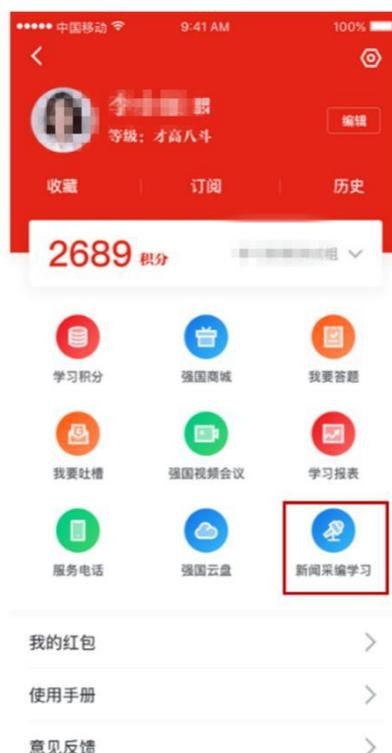 中国移动 9:41 AM 100%
李
等级：才高八斗 编辑
收藏 订阅 历史
2689 积分 组
学习积分 强国商城 我要答题
我要吐槽 强国视频会议 学习报表
服务电话 强国云盘 新闻采编学习
我的红包
使用手册
意见反馈